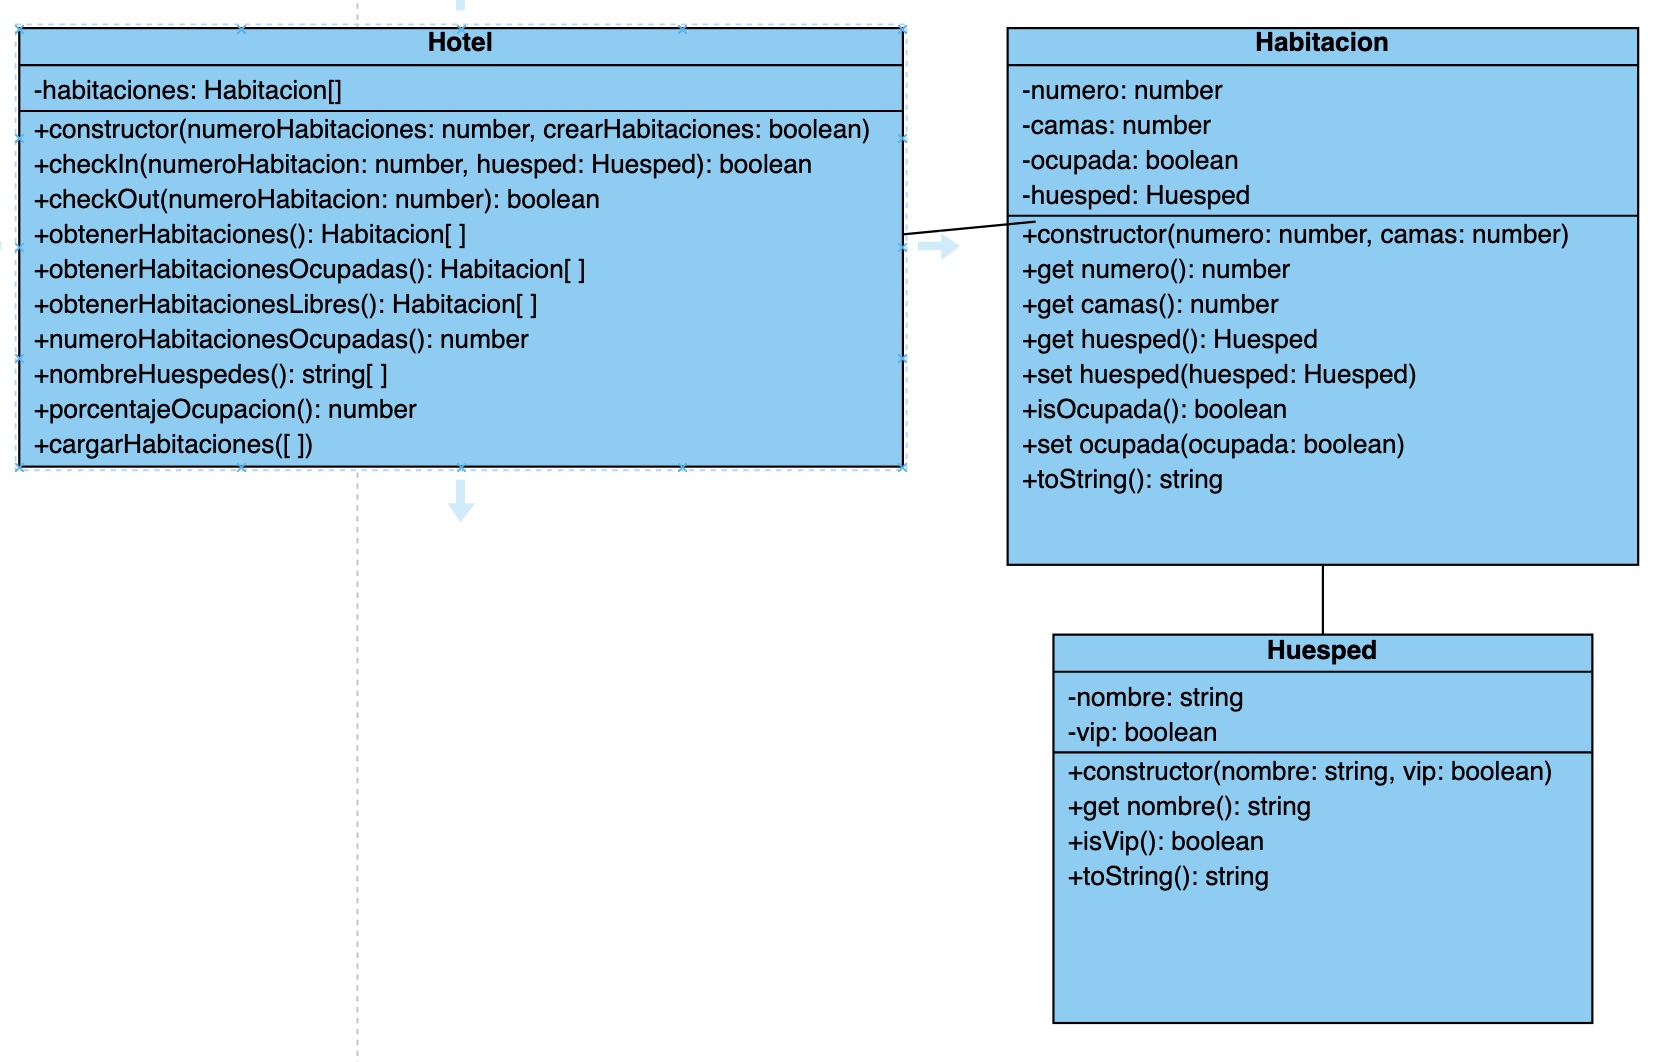 Hotel
-habitaciones: Habitacion[]
+constructor(numeroHabitaciones: number, crearHabitaciones: boolean)
+checkIn(numeroHabitacion: number, huesped: Huesped): boolean
+checkOut(numeroHabitacion: number): boolean
+obtenerHabitaciones(): Habitacion[ ]
+obtenerHabitacionesOcupadas(): Habitacion[ ]
+obtenerHabitacionesLibres(): Habitacion[ ]
+numeroHabitacionesOcupadas(): number
+nombreHuespedes(): string[ ]
+porcentajeOcupacion(): number
+cargarHabitaciones([ ])
Habitacion
-numero: number
-camas: number
-ocupada: boolean
-huesped: Huesped
+constructor(numero: number, camas: number)
+get numero(): number
+get camas(): number
+get huesped(): Huesped
+set huesped(huesped: Huesped)
+isOcupada(): boolean
+set ocupada(ocupada: boolean)
+toString(): string
Huesped
-nombre: string
-vip: boolean
+constructor(nombre: string, vip: boolean)
+get nombre(): string
+isVip(): boolean
+toString(): string